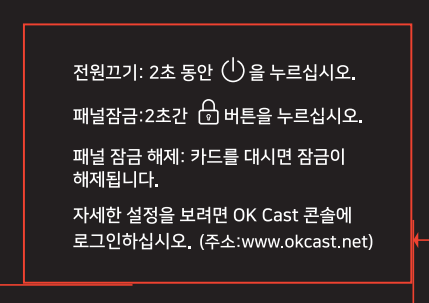 전원끄기: 2초 동안 을 누르십시오.
패널잠금:2초간 버튼을 누르십시오.
패널 잠금 해제: 카드를 대시면 잠금이
해제됩니다.
자세한 설정을 보려면 OK Cast 콘솔에
로그인하십시오. (주소:www.okcast.net)